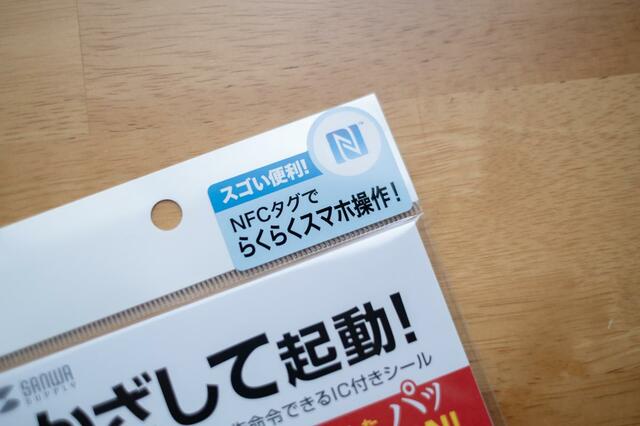 スゴい便利!
NFCタグで
らくらくスマホ操作!
かざして起動!
SANWA
SUPPLY
命令できるIC付きシール
パッ